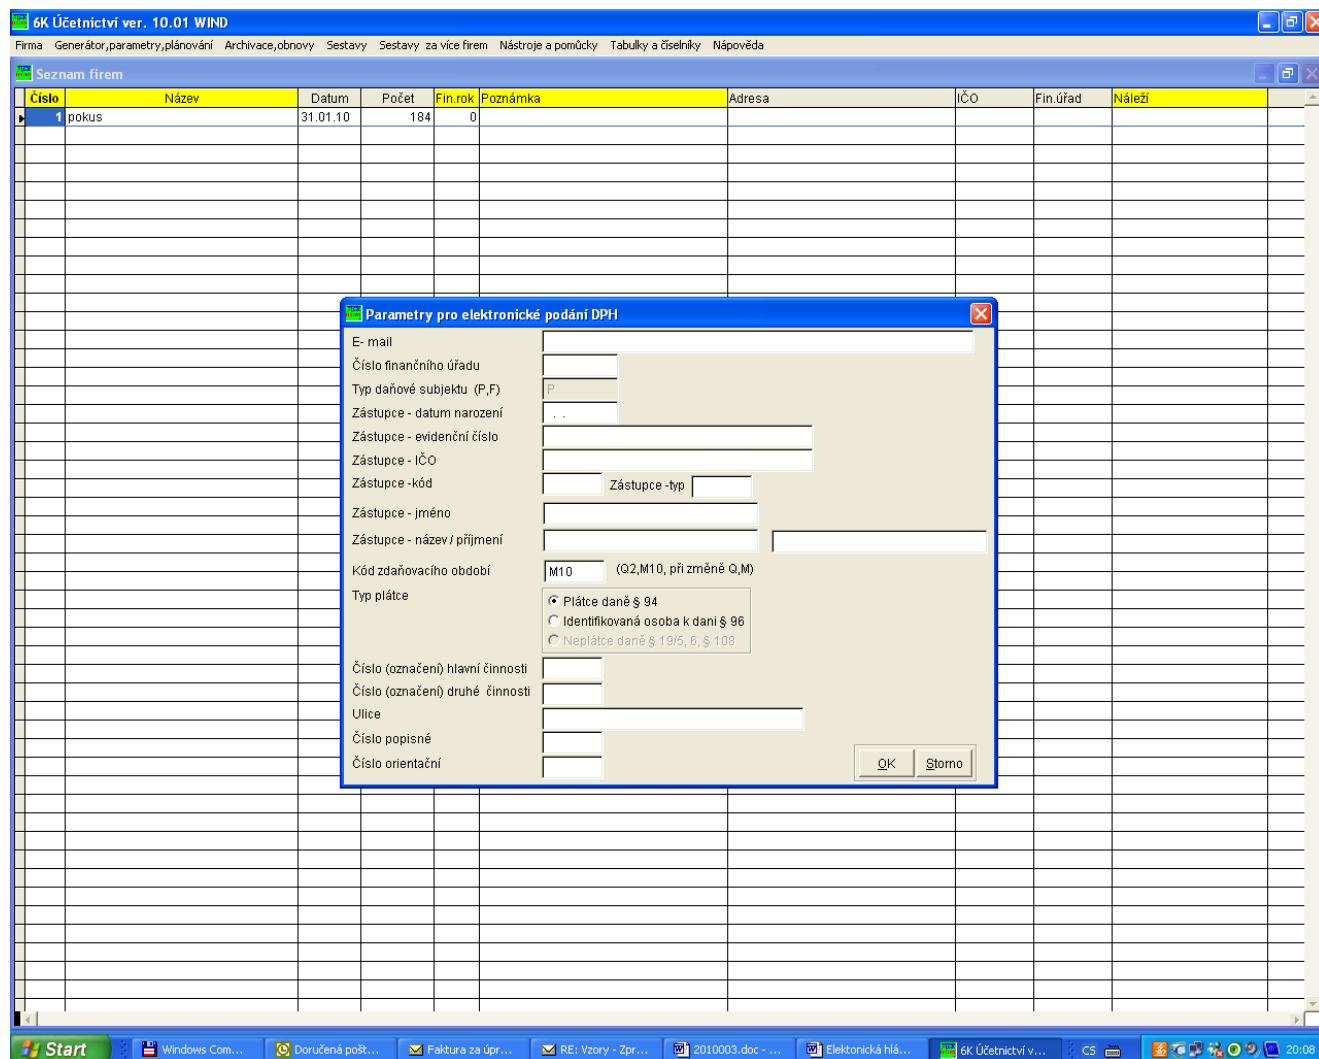 6K Účetnictví ver. 10.01 WIND
Firma Generátor,parametry,plánování Archivace,obnovy Sestavy Sestavy za více firem Nástroje a pomůcky Tabulky a číselníky Nápověda
Seznam firem
Číslo Název Datum Počet Fin.rok Poznámka Adresa IČO Fin.úřad Náleží
1 pokus 31.01.10 184 0
Parametry pro elektronické podání DPH
E- mail
Číslo finančního úřadu
Typ daňové subjektu (P,F) P
Zástupce - datum narození . .
Zástupce - evidenční číslo
Zástupce - IČO
Zástupce -kód Zástupce -typ
Zástupce - jméno
Zástupce - název / příjmení
Kód zdaňovacího období M10 (Q2,M10, při změně Q,M)
Typ plátce
Plátce daně § 94
Identifikovaná osoba k dani § 96
Neplátce daně § 19/5, 6, § 108
Číslo (označení) hlavní činnosti
Číslo (označení) druhé činnosti
Ulice
Číslo popisné
Číslo orientační
OK Storno
Start Windows Com... Doručená pošt... Faktura za úpr... RE: Vzory - Zpr... 2010003.doc - ... Elektonická hlá... 6K Účetnictví v... CS 20:08